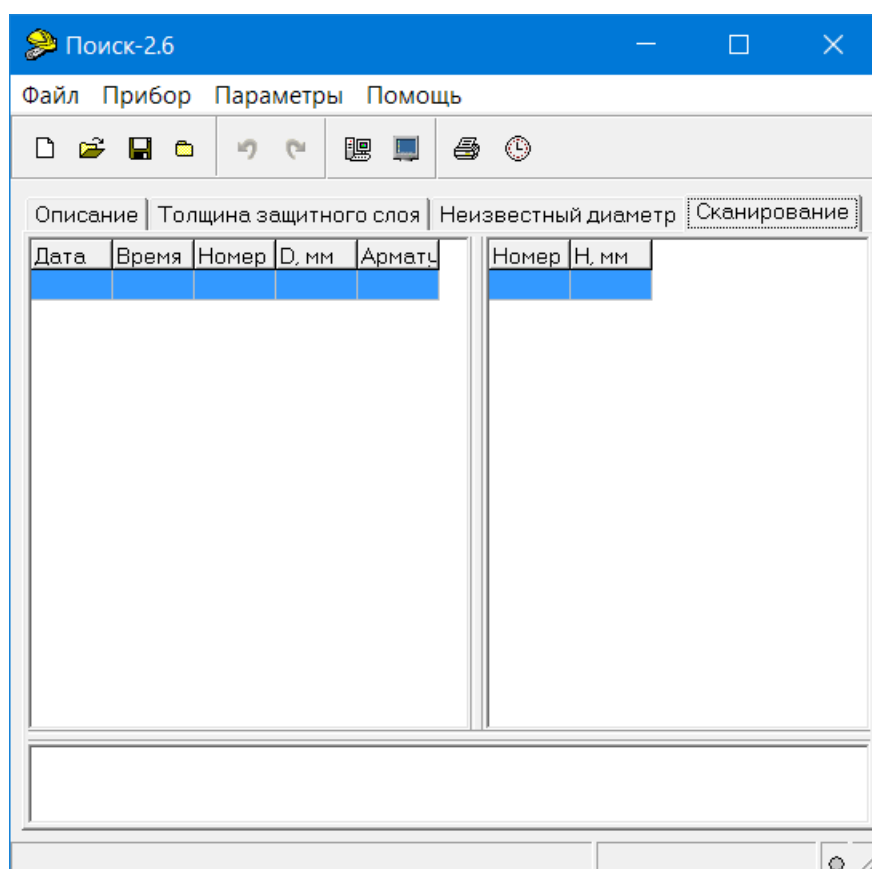 Поиск-2.6
Файл Прибор Параметры Помощь
Описание Толщина защитного слоя Неизвестный диаметр Сканирование
Дата Время Номер D, мм Армату Номер H, мм